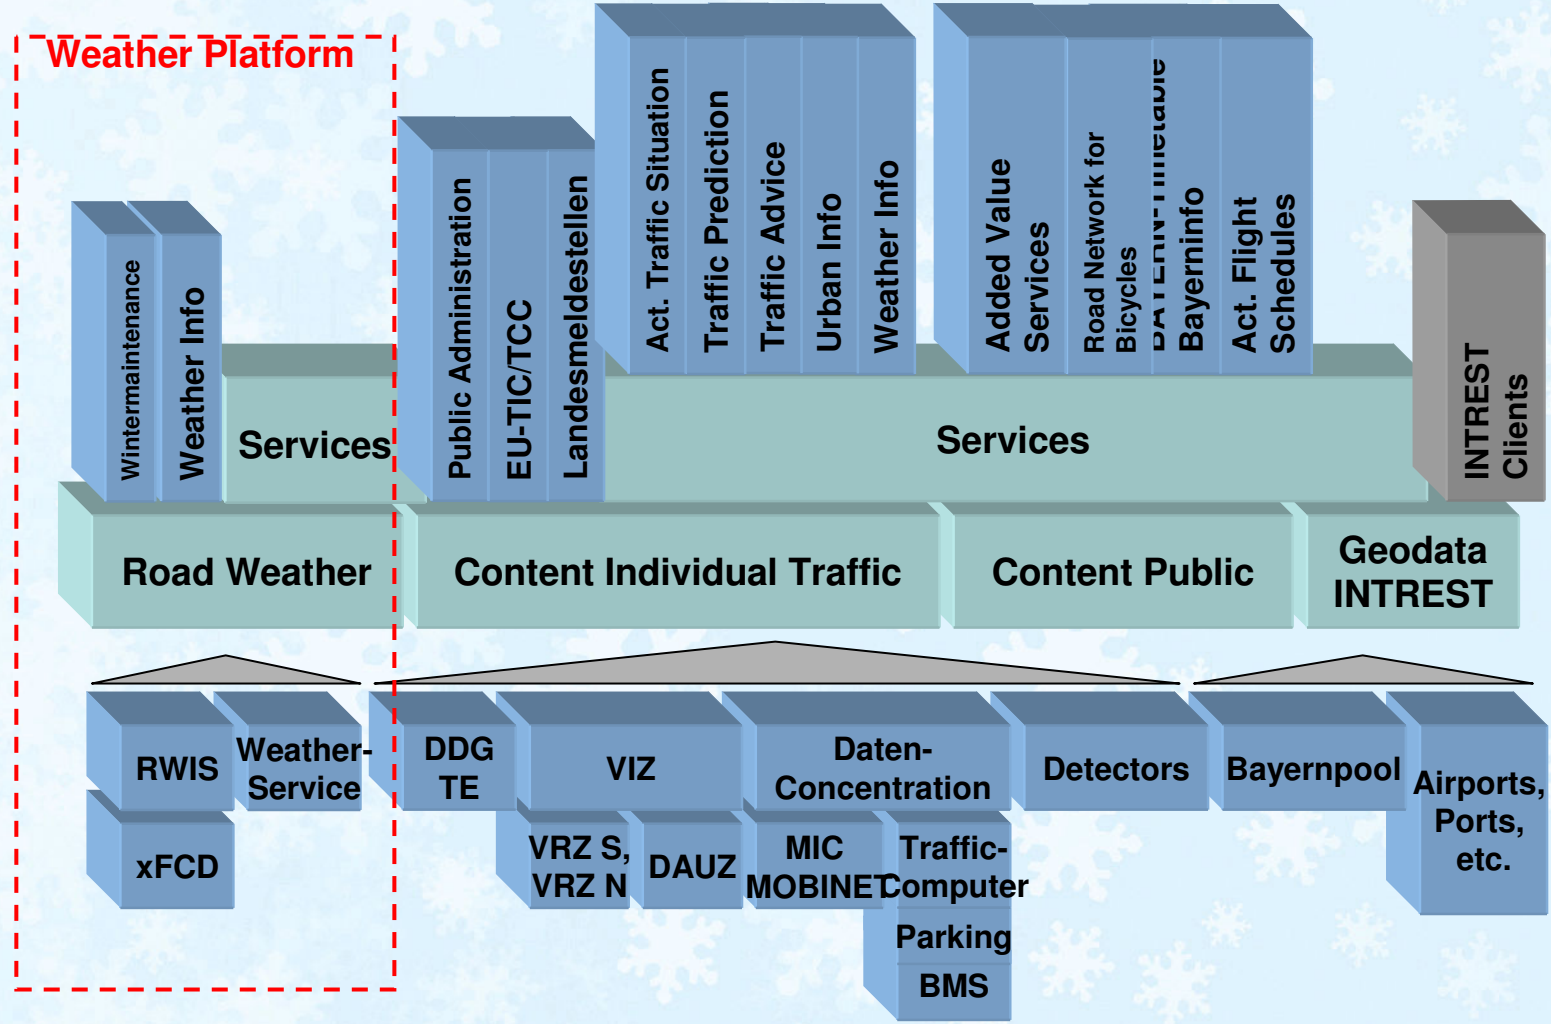 Weather Platform
Wintermaintenance
Weather Info
Public Administration
EU-TIC/TCC
Landesmeldestellen
Act. Traffic Situation
Traffic Prediction
Traffic Advice
Urban Info
Weather Info
Added Value
Services
Road Network for
Bicycles
BAYERN-Timetable
Bayerninfo
Act. Flight
Schedules
INTREST
Clients
Services
Services
Road Weather
Content Individual Traffic
Content Public
Geodata
INTREST
RWIS
Weather-
Service
DDG
TE
VIZ
Daten-
Concentration
Detectors
Bayernpool
Airports,
Ports,
etc.
xFCD
VRZ S,
VRZ N
DAUZ
MIC
MOBINET
Traffic-
Computer
Parking
BMS